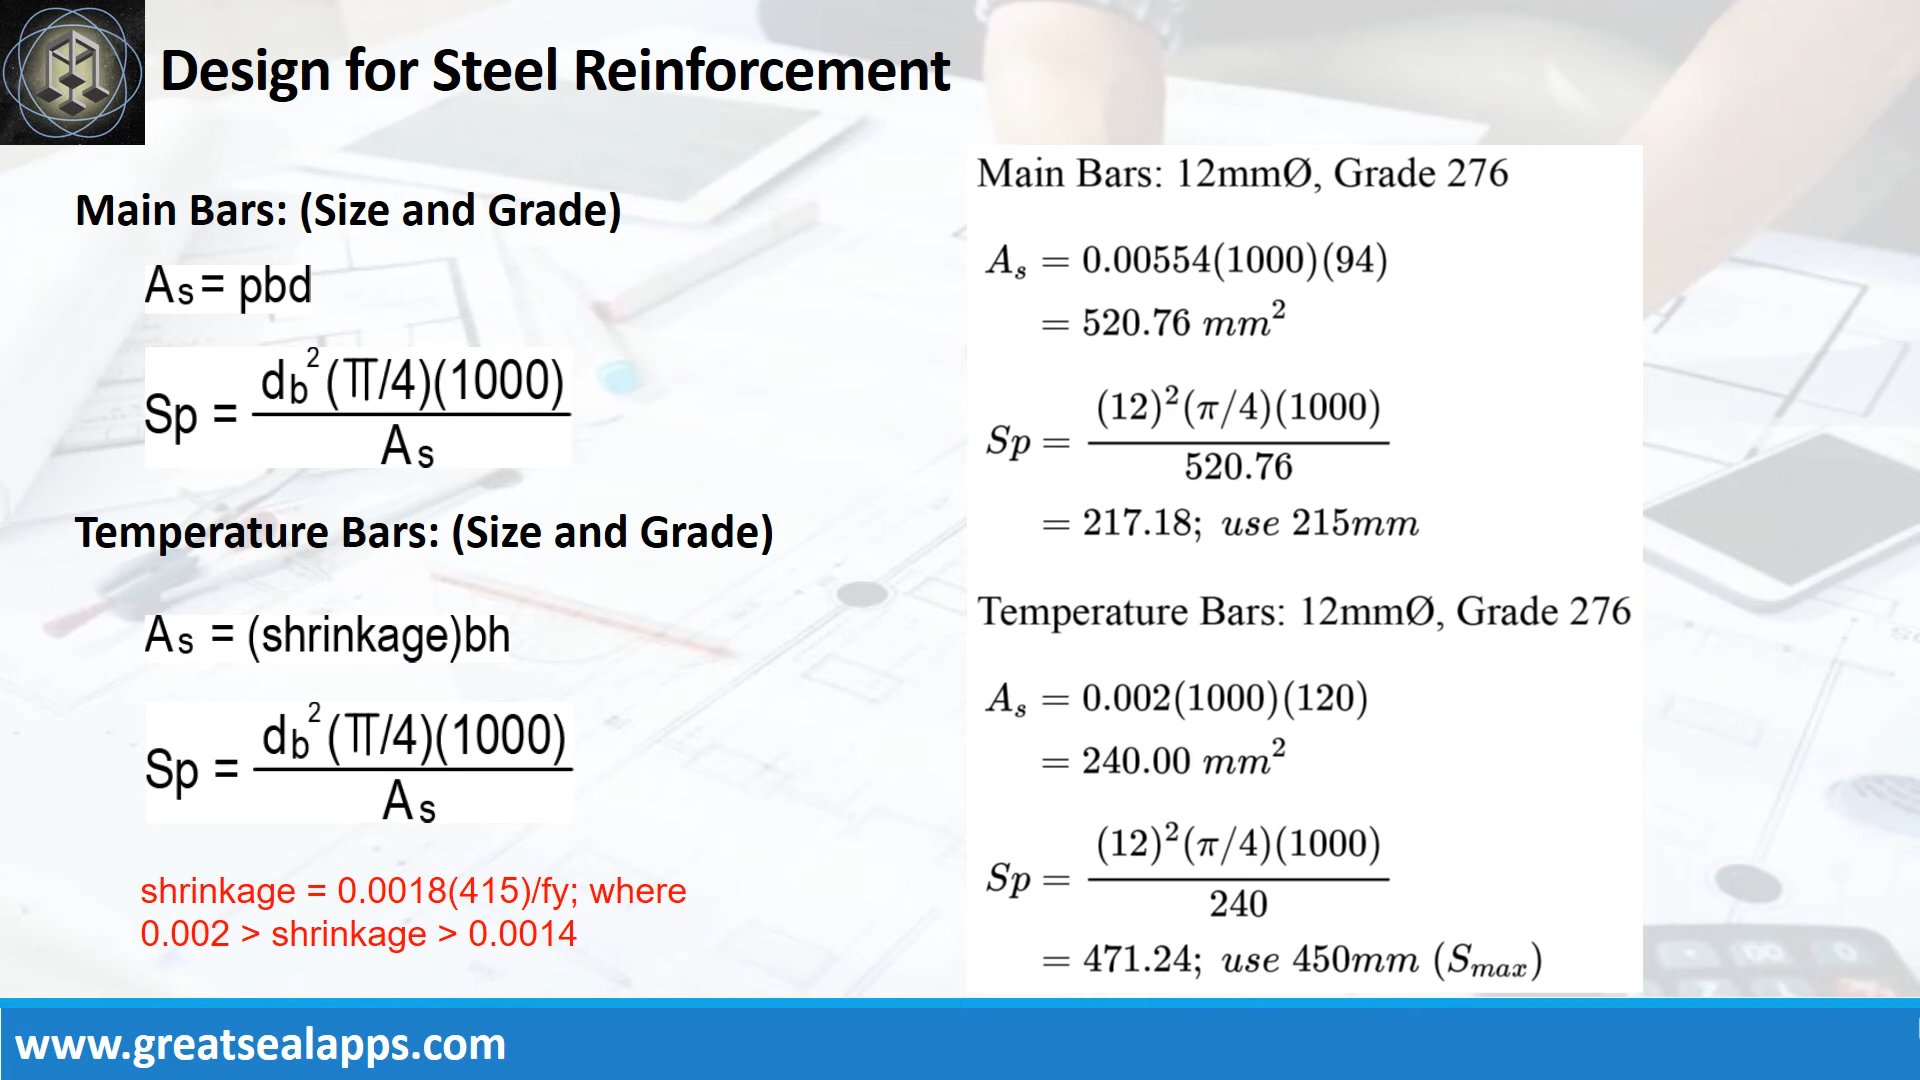 Design for Steel Reinforcement
Main Bars: (Size and Grade)
As = pbd
Sp = db²(π/4)(1000) / As
Temperature Bars: (Size and Grade)
As = (shrinkage)bh
Sp = db²(π/4)(1000) / As
shrinkage = 0.0018(415)/fy; where
0.002 > shrinkage > 0.0014
Main Bars: 12mmØ, Grade 276
As = 0.00554(1000)(94)
= 520.76 mm²
Sp = (12)²(π/4)(1000) / 520.76
= 217.18; use 215mm
Temperature Bars: 12mmØ, Grade 276
As = 0.002(1000)(120)
= 240.00 mm²
Sp = (12)²(π/4)(1000) / 240
= 471.24; use 450mm (Smax)
www.greatsealapps.com